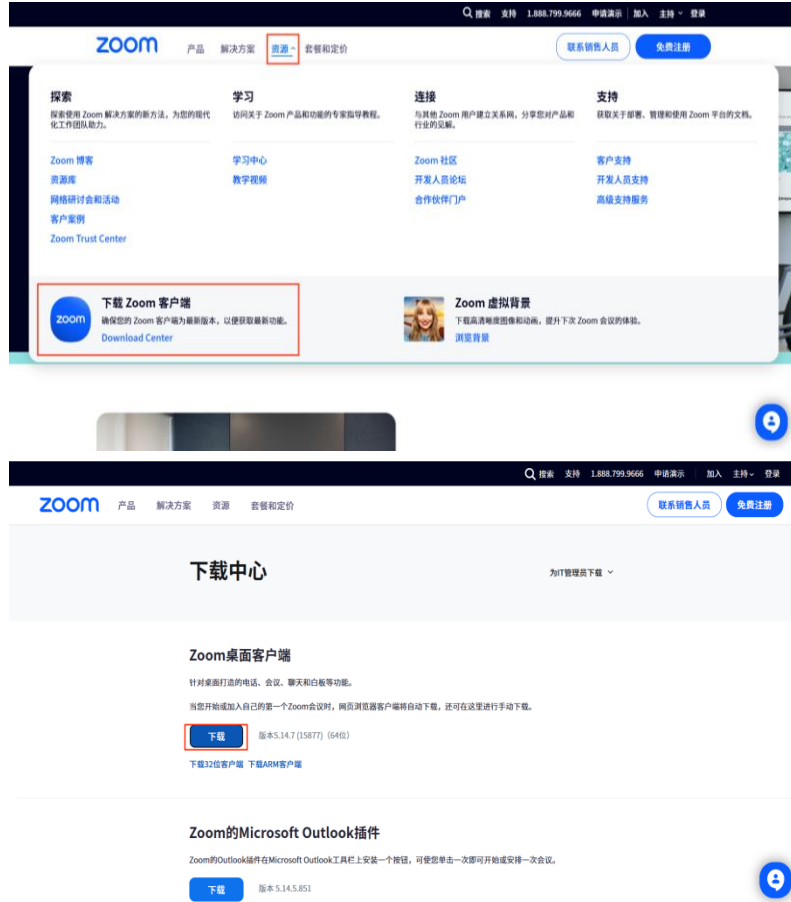 搜索 支持 1.888.799.9666 申请演示 加入 主持 登录
zoom 产品 解决方案 资源 套餐和定价 联系销售人员 免费注册
探索
探索使用 Zoom 解决方案的新方法，为您的现代
化工作团队助力。
Zoom 博客
资源库
网络研讨会和活动
客户案例
Zoom Trust Center
学习
访问关于 Zoom 产品和功能的专家指导教程。
学习中心
教学视频
连接
与其他 Zoom 用户建立关系网，分享您对产品和
行业的见解。
Zoom 社区
开发人员论坛
合作伙伴门户
支持
获取关于部署、管理和使用 Zoom 平台的文档。
客户支持
开发人员支持
高级支持服务
zoom
下载 Zoom 客户端
确保您的 Zoom 客户端为最新版本，以便获取最新功能。
Download Center
Zoom 虚拟背景
下载高清晰度图像和动画，提升下次 Zoom 会议的体验。
浏览背景
搜索 支持 1.888.799.9666 申请演示 加入 主持 登录
zoom 产品 解决方案 资源 套餐和定价 联系销售人员 免费注册
下载中心 为IT管理员下载
Zoom桌面客户端
针对桌面打造的电话、会议、聊天和白板等功能。
当您开始或加入自己的第一个Zoom会议时，网页浏览器客户端将自动下载，还可在这里进行手动下载。
下载 版本5.14.7 (15877)（64位）
下载32位客户端 下载ARM客户端
Zoom的Microsoft Outlook插件
Zoom的Outlook插件在Microsoft Outlook工具栏上安装一个按钮，可使您单击一次即可开始或安排一次会议。
下载 版本 5.14.5.851